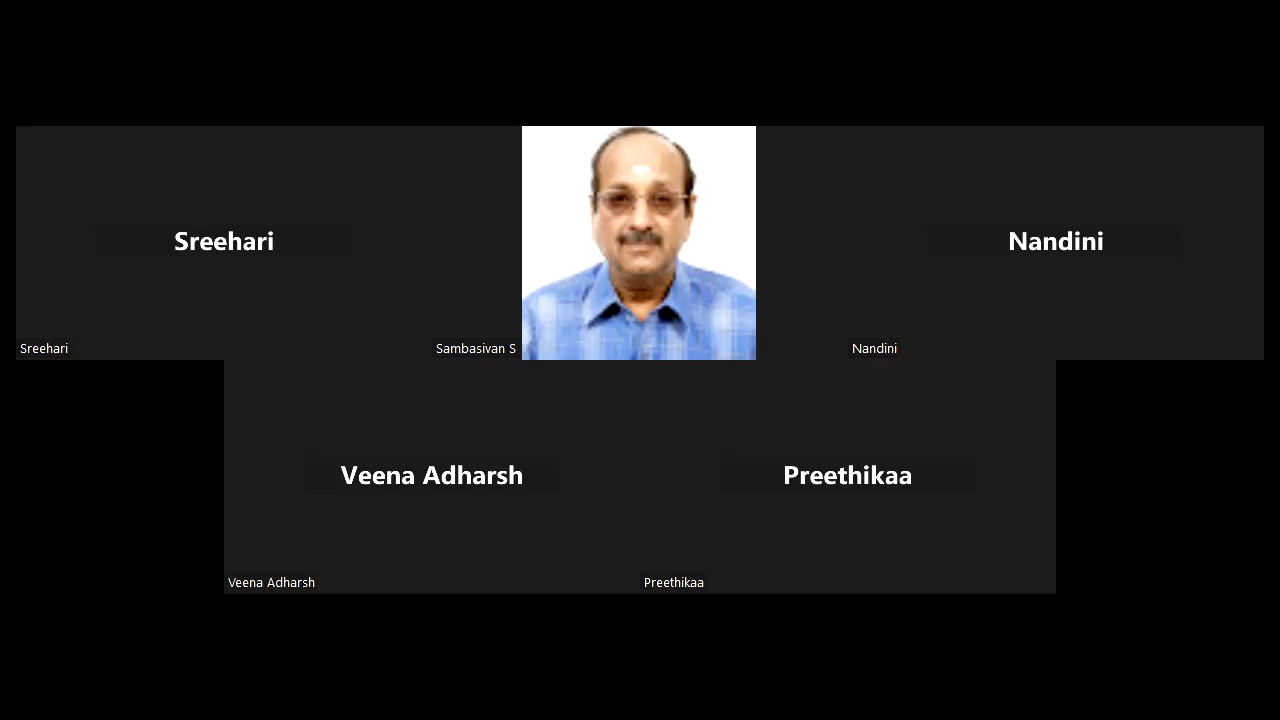 Sreehari
Nandini
Sreehari
Sambasivan S
Nandini
Veena Adharsh
Preethikaa
Veena Adharsh
Preethikaa